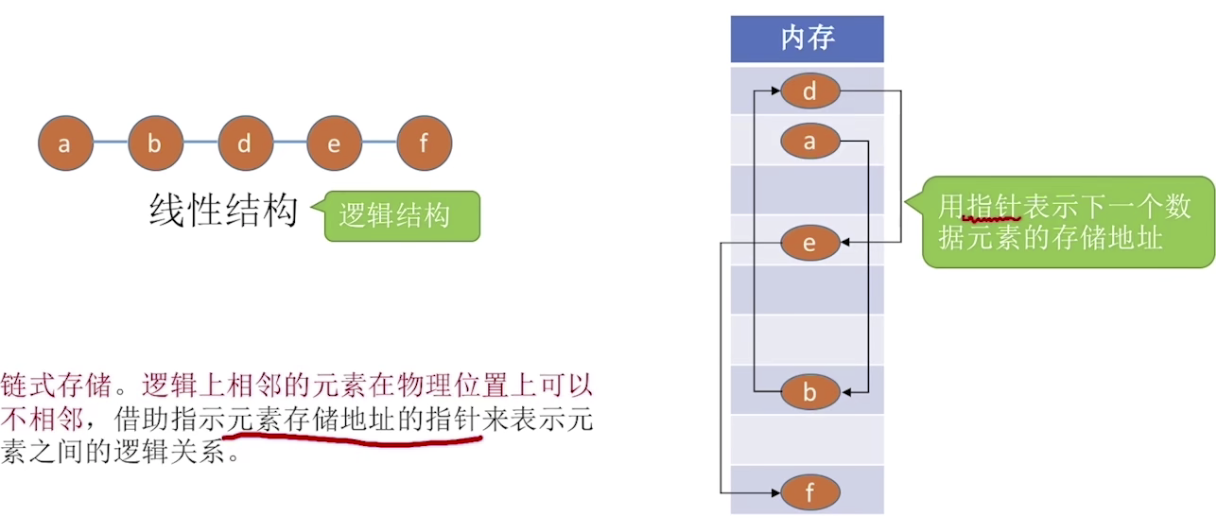 a b d e f
线性结构
逻辑结构
链式存储。逻辑上相邻的元素在物理位置上可以
不相邻，借助指示元素存储地址的指针来表示元
素之间的逻辑关系。
内存
d
a
e
b
f
用指针表示下一个数
据元素的存储地址